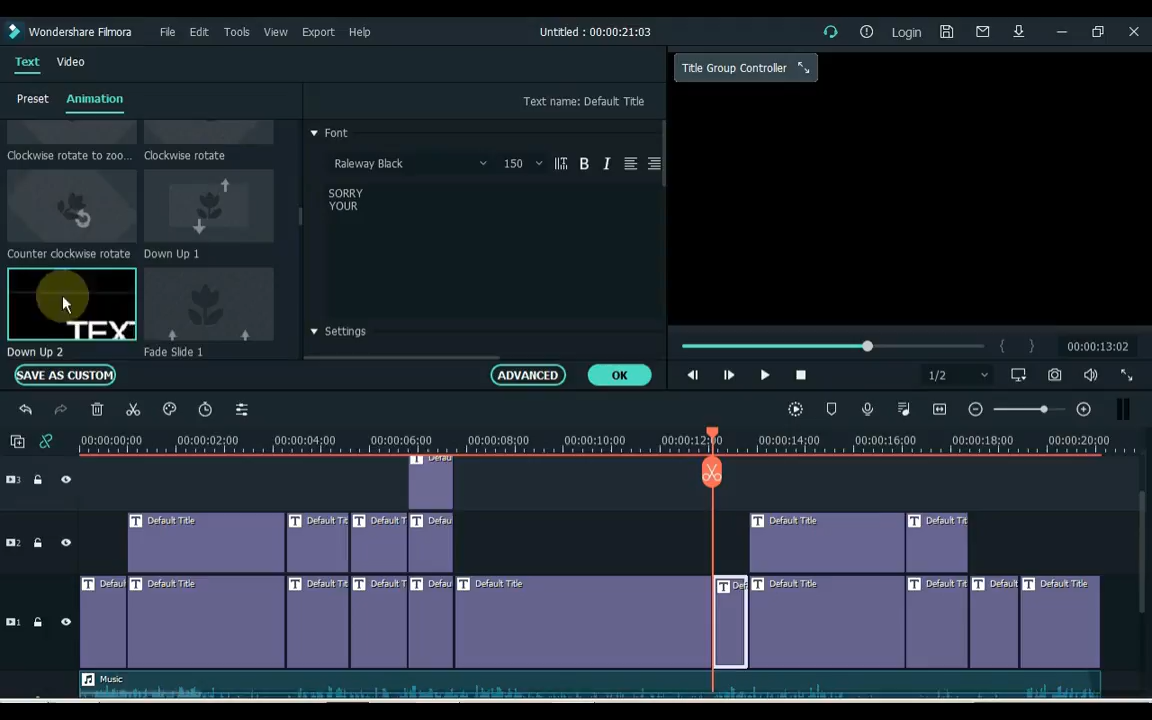 Wondershare Filmora File Edit Tools View Export Help Untitled : 00:00:21:03 Login
Text Video
Title Group Controller
Preset Animation
Text name: Default Title
Font
Clockwise rotate to zoo... Clockwise rotate
Raleway Black 150 B I
SORRY
YOUR
Counter clockwise rotate Down Up 1
TEXT
Down Up 2 Fade Slide 1
Settings
00:00:13:02
SAVE AS CUSTOM ADVANCED OK
1/2
00:00:00:00 00:00:02:00 00:00:04:00 00:00:06:00 00:00:08:00 00:00:10:00 00:00:12:00 00:00:14:00 00:00:16:00 00:00:18:00 00:00:20:00
3 T Defau
2 T Default Title T Default Tit T Default T T Defau T Default Title T Default Tit
1 T Defaul T Default Title T Default Tit T Default T T Defau T Default Title T Def T Default Title T Default Tit T Default T Default Title
Music